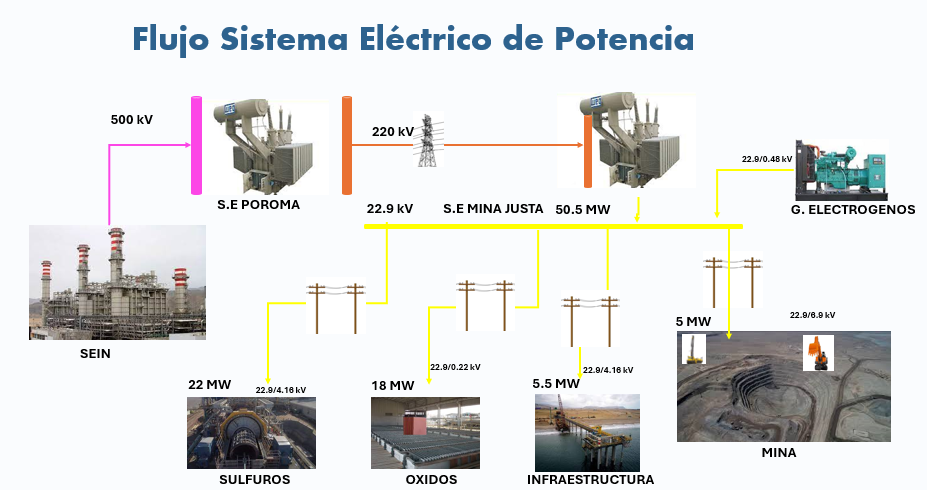 Flujo Sistema Eléctrico de Potencia
500 kV
220 kV
22.9/0.48 kV
S.E POROMA
22.9 kV
S.E MINA JUSTA
50.5 MW
G. ELECTROGENOS
SEIN
5 MW
22.9/6.9 kV
22.9/0.22 kV
22.9/4.16 kV
22 MW
22.9/4.16 kV
18 MW
5.5 MW
MINA
SULFUROS
OXIDOS
INFRAESTRUCTURA